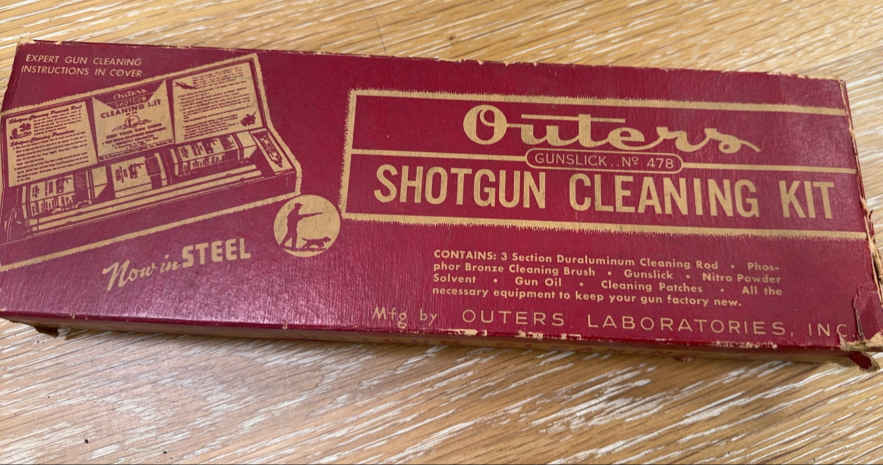 EXPERT GUN CLEANING
INSTRUCTIONS IN COVER
Outers
CLEANING KIT
Outers
GUNSLICK..Nº 478
SHOTGUN CLEANING KIT
Now in STEEL
CONTAINS: 3 Section Duraluminum Cleaning Rod • Phos-
phor Bronze Cleaning Brush • Gunslick • Nitro Powder
Solvent • Gun Oil • Cleaning Patches • All the
necessary equipment to keep your gun factory new.
Mfg by OUTERS LABORATORIES, INC.